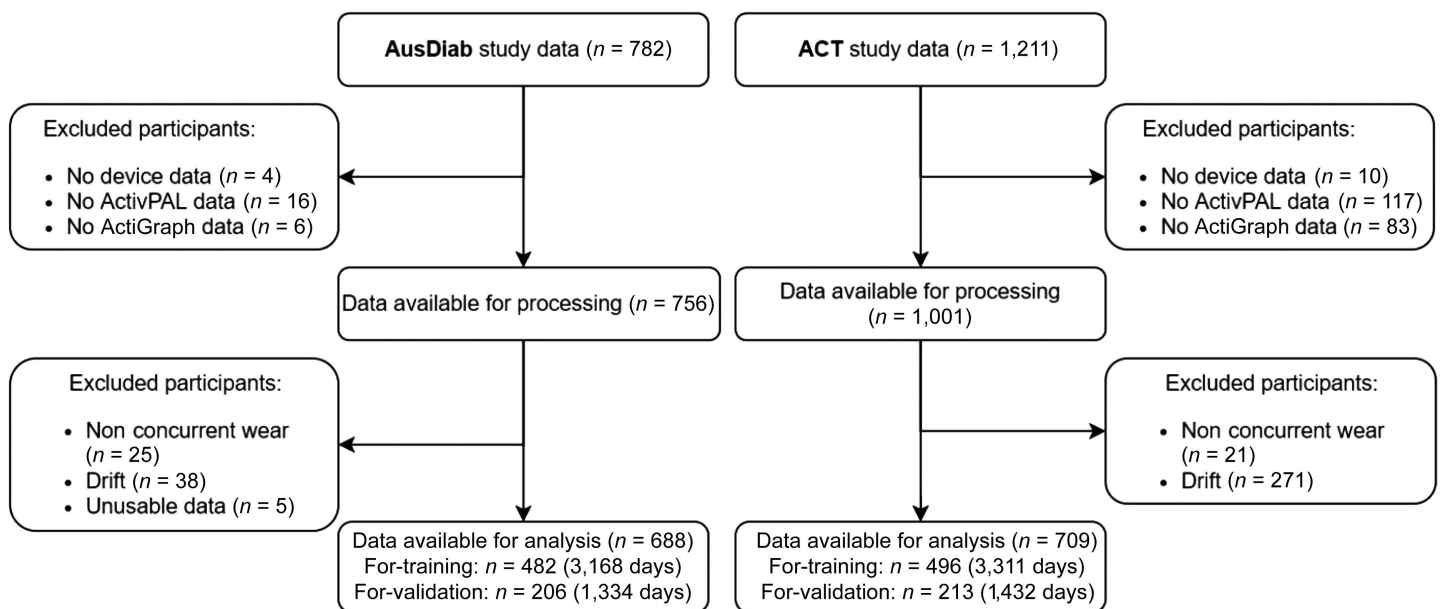 AusDiab study data (n = 782)
ACT study data (n = 1,211)
Excluded participants:
• No device data (n = 4)
• No ActivPAL data (n = 16)
• No ActiGraph data (n = 6)
Excluded participants:
• No device data (n = 10)
• No ActivPAL data (n = 117)
• No ActiGraph data (n = 83)
Data available for processing (n = 756)
Data available for processing
(n = 1,001)
Excluded participants:
• Non concurrent wear
(n = 25)
• Drift (n = 38)
• Unusable data (n = 5)
Excluded participants:
• Non concurrent wear
(n = 21)
• Drift (n = 271)
Data available for analysis (n = 688)
For-training: n = 482 (3,168 days)
For-validation: n = 206 (1,334 days)
Data available for analysis (n = 709)
For-training: n = 496 (3,311 days)
For-validation: n = 213 (1,432 days)